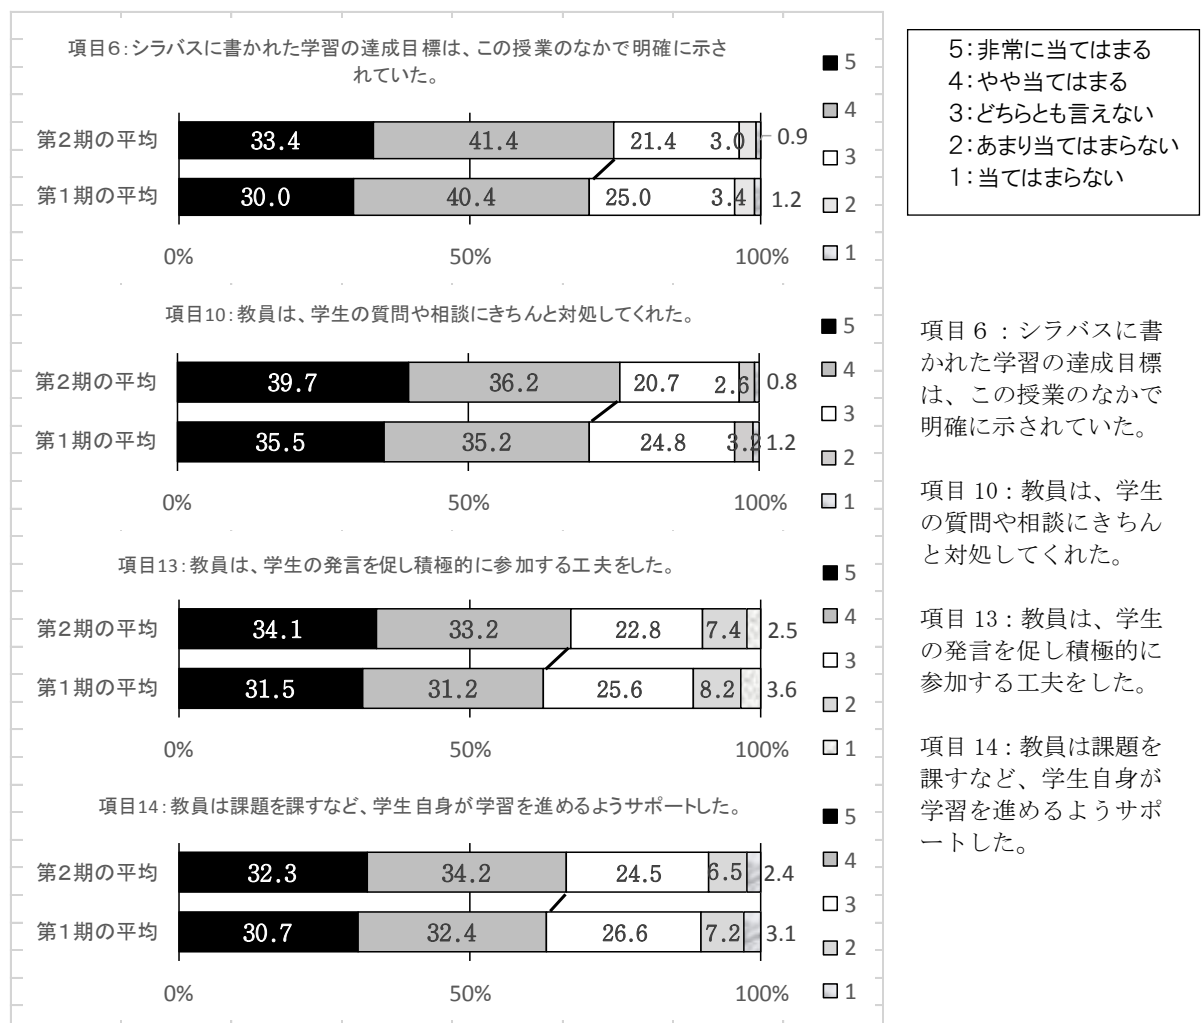 項目6：シラバスに書かれた学習の達成目標は、この授業のなかで明確に示さ
れていた。
5
4
3
2
1
第2期の平均
33.4 41.4 21.4 3.0 0.9
第1期の平均
30.0 40.4 25.0 3.4 1.2
0% 50% 100%
項目10：教員は、学生の質問や相談にきちんと対処してくれた。
5
4
3
2
1
第2期の平均
39.7 36.2 20.7 2.6 0.8
第1期の平均
35.5 35.2 24.8 3.2 1.2
0% 50% 100%
項目13：教員は、学生の発言を促し積極的に参加する工夫をした。
5
4
3
2
1
第2期の平均
34.1 33.2 22.8 7.4 2.5
第1期の平均
31.5 31.2 25.6 8.2 3.6
0% 50% 100%
項目14：教員は課題を課すなど、学生自身が学習を進めるようサポートした。
5
4
3
2
1
第2期の平均
32.3 34.2 24.5 6.5 2.4
第1期の平均
30.7 32.4 26.6 7.2 3.1
0% 50% 100%
5：非常に当てはまる
4：やや当てはまる
3：どちらとも言えない
2：あまり当てはまらない
1：当てはまらない
項目６：シラバスに書
かれた学習の達成目標
は、この授業のなかで
明確に示されていた。
項目 10：教員は、学生
の質問や相談にきちん
と対処してくれた。
項目 13：教員は、学生
の発言を促し積極的に
参加する工夫をした。
項目 14：教員は課題を
課すなど、学生自身が
学習を進めるようサポ
ートした。